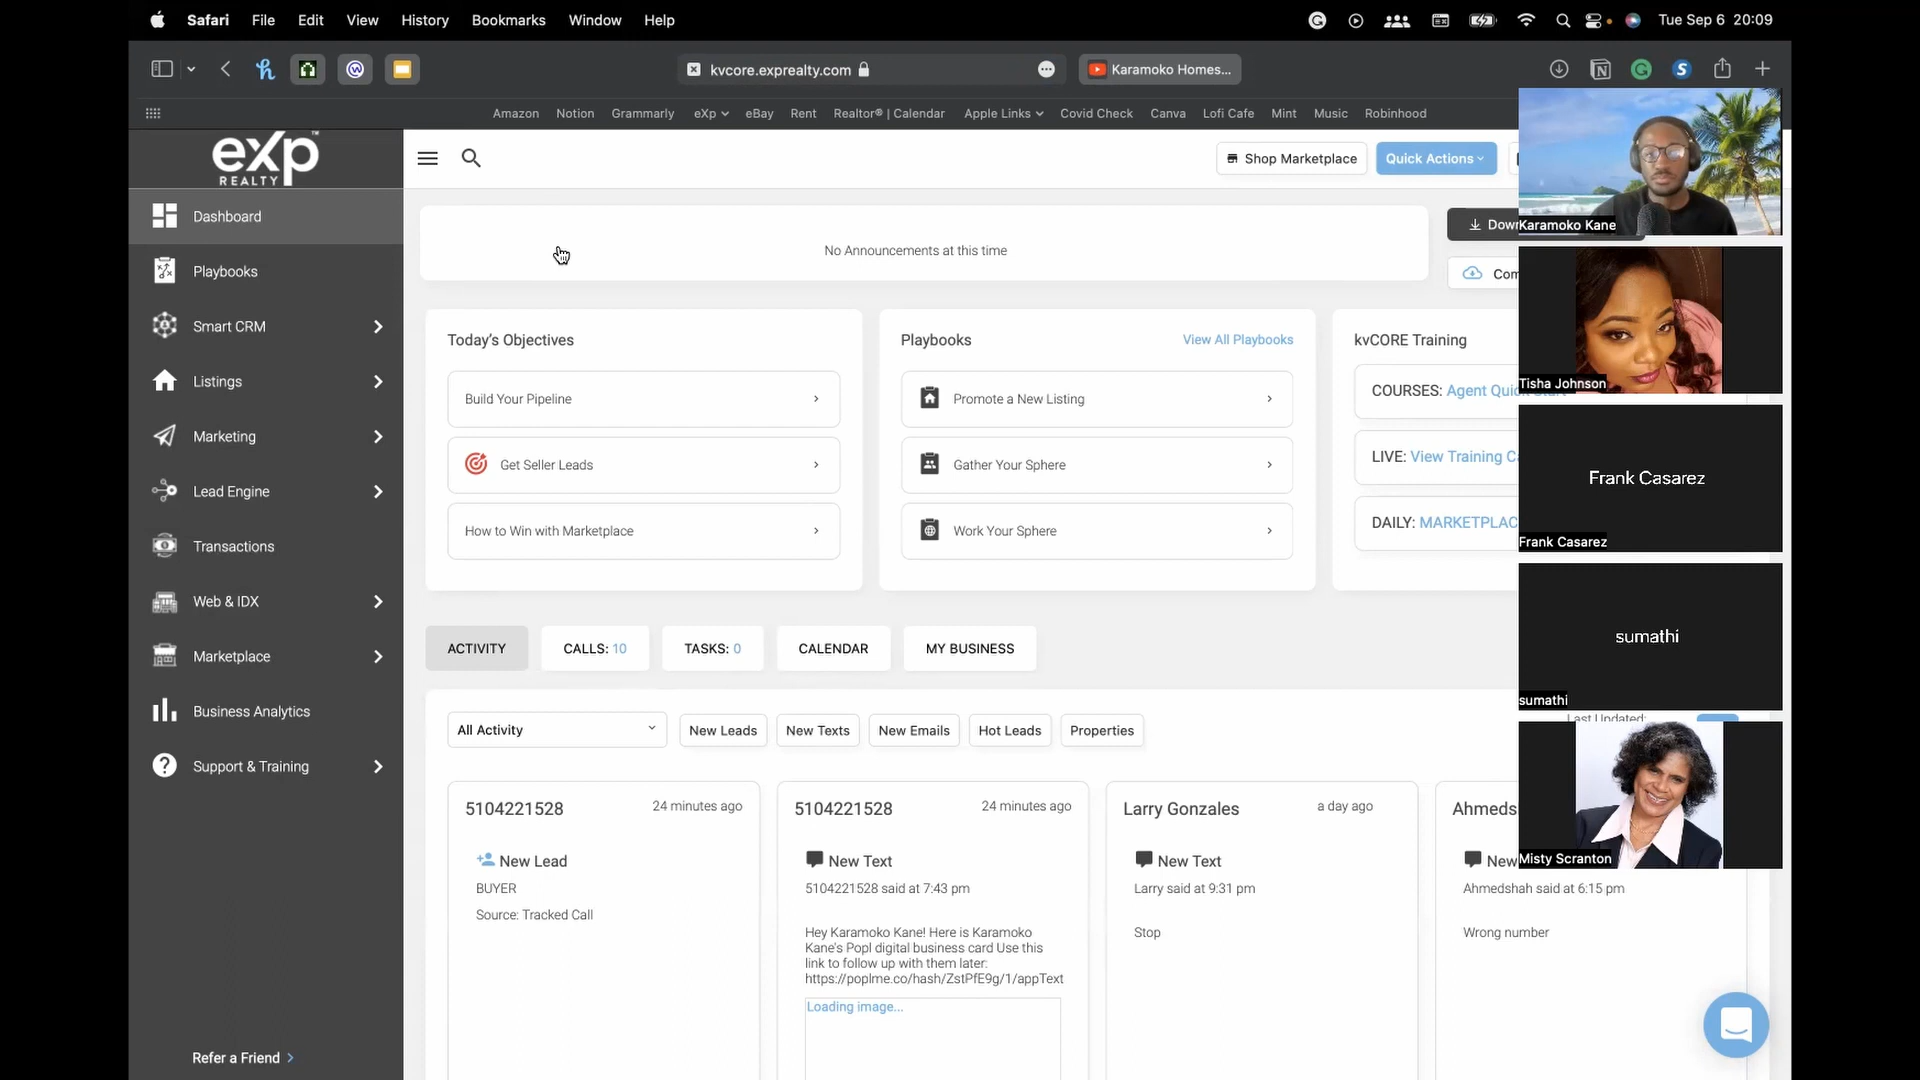 Safari File Edit View History Bookmarks Window Help
Tue Sep 6 20:09
kvcore.exprealty.com
Karamoko Homes...
Amazon Notion Grammarly eXp eBay Rent Realtor® | Calendar Apple Links Covid Check Canva Lofi Cafe Mint Music Robinhood
eXp
REALTY
Dashboard
Playbooks
Smart CRM
Listings
Marketing
Lead Engine
Transactions
Web & IDX
Marketplace
Business Analytics
Support & Training
Refer a Friend
Shop Marketplace
Quick Actions
No Announcements at this time
Today's Objectives
Build Your Pipeline
Get Seller Leads
How to Win with Marketplace
Playbooks
View All Playbooks
Promote a New Listing
Gather Your Sphere
Work Your Sphere
kvCORE Training
COURSES: Agent
LIVE: View Training
DAILY:
ACTIVITY
CALLS: 10
TASKS: 0
CALENDAR
MY BUSINESS
All Activity
New Leads
New Texts
New Emails
Hot Leads
Properties
Last Updated:
5104221528
24 minutes ago
New Lead
BUYER
Source: Tracked Call
5104221528
24 minutes ago
New Text
5104221528 said at 7:43 pm
Hey Karamoko Kane! Here is Karamoko
Kane's Popl digital business card Use this
link to follow up with them later:
https://poplme.co/hash/ZstPfE9g/1/appText
Loading image...
Larry Gonzales
a day ago
New Text
Larry said at 9:31 pm
Stop
New
Ahmedshah said at 6:15 pm
Wrong number
Karamoko Kane
Tisha Johnson
Frank Casarez
Frank Casarez
sumathi
sumathi
Misty Scranton